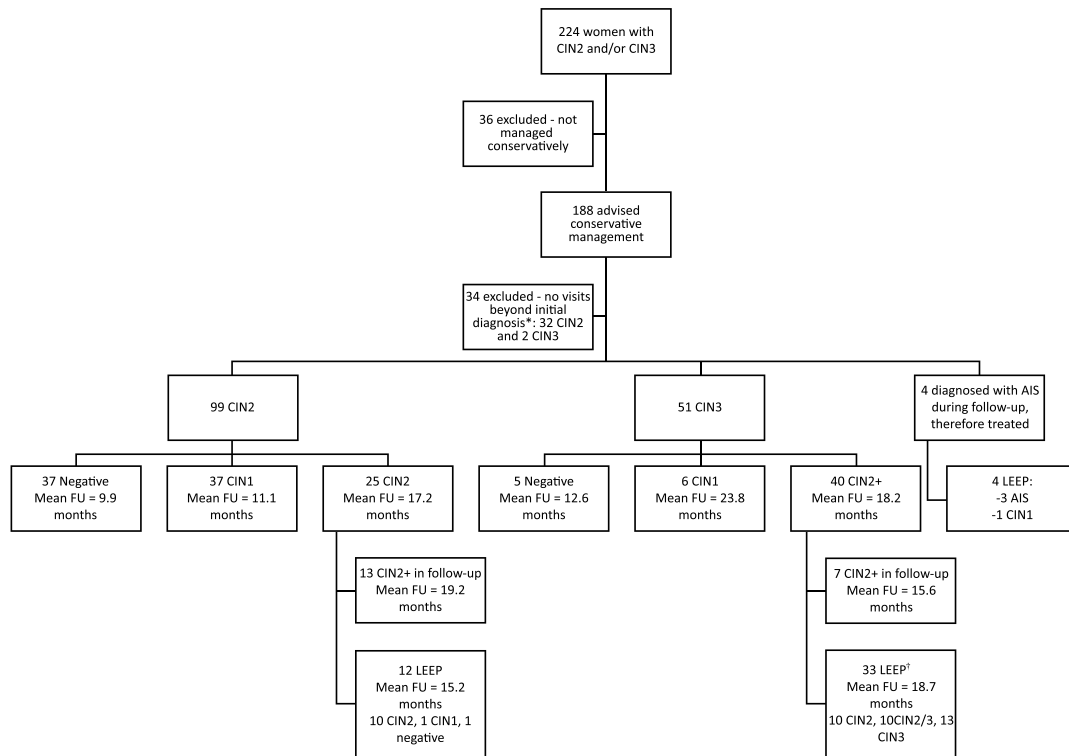 224 women with
CIN2 and/or CIN3
36 excluded - not
managed
conservatively
188 advised
conservative
management
34 excluded - no visits
beyond initial
diagnosis*: 32 CIN2
and 2 CIN3
99 CIN2
51 CIN3
4 diagnosed with AIS
during follow-up,
therefore treated
37 Negative
Mean FU = 9.9
months
37 CIN1
Mean FU = 11.1
months
25 CIN2
Mean FU = 17.2
months
5 Negative
Mean FU = 12.6
months
6 CIN1
Mean FU = 23.8
months
40 CIN2+
Mean FU = 18.2
months
4 LEEP:
-3 AIS
-1 CIN1
13 CIN2+ in follow-up
Mean FU = 19.2
months
7 CIN2+ in follow-up
Mean FU = 15.6
months
12 LEEP
Mean FU = 15.2
months
10 CIN2, 1 CIN1, 1
negative
33 LEEP†
Mean FU = 18.7
months
10 CIN2, 10CIN2/3, 13
CIN3